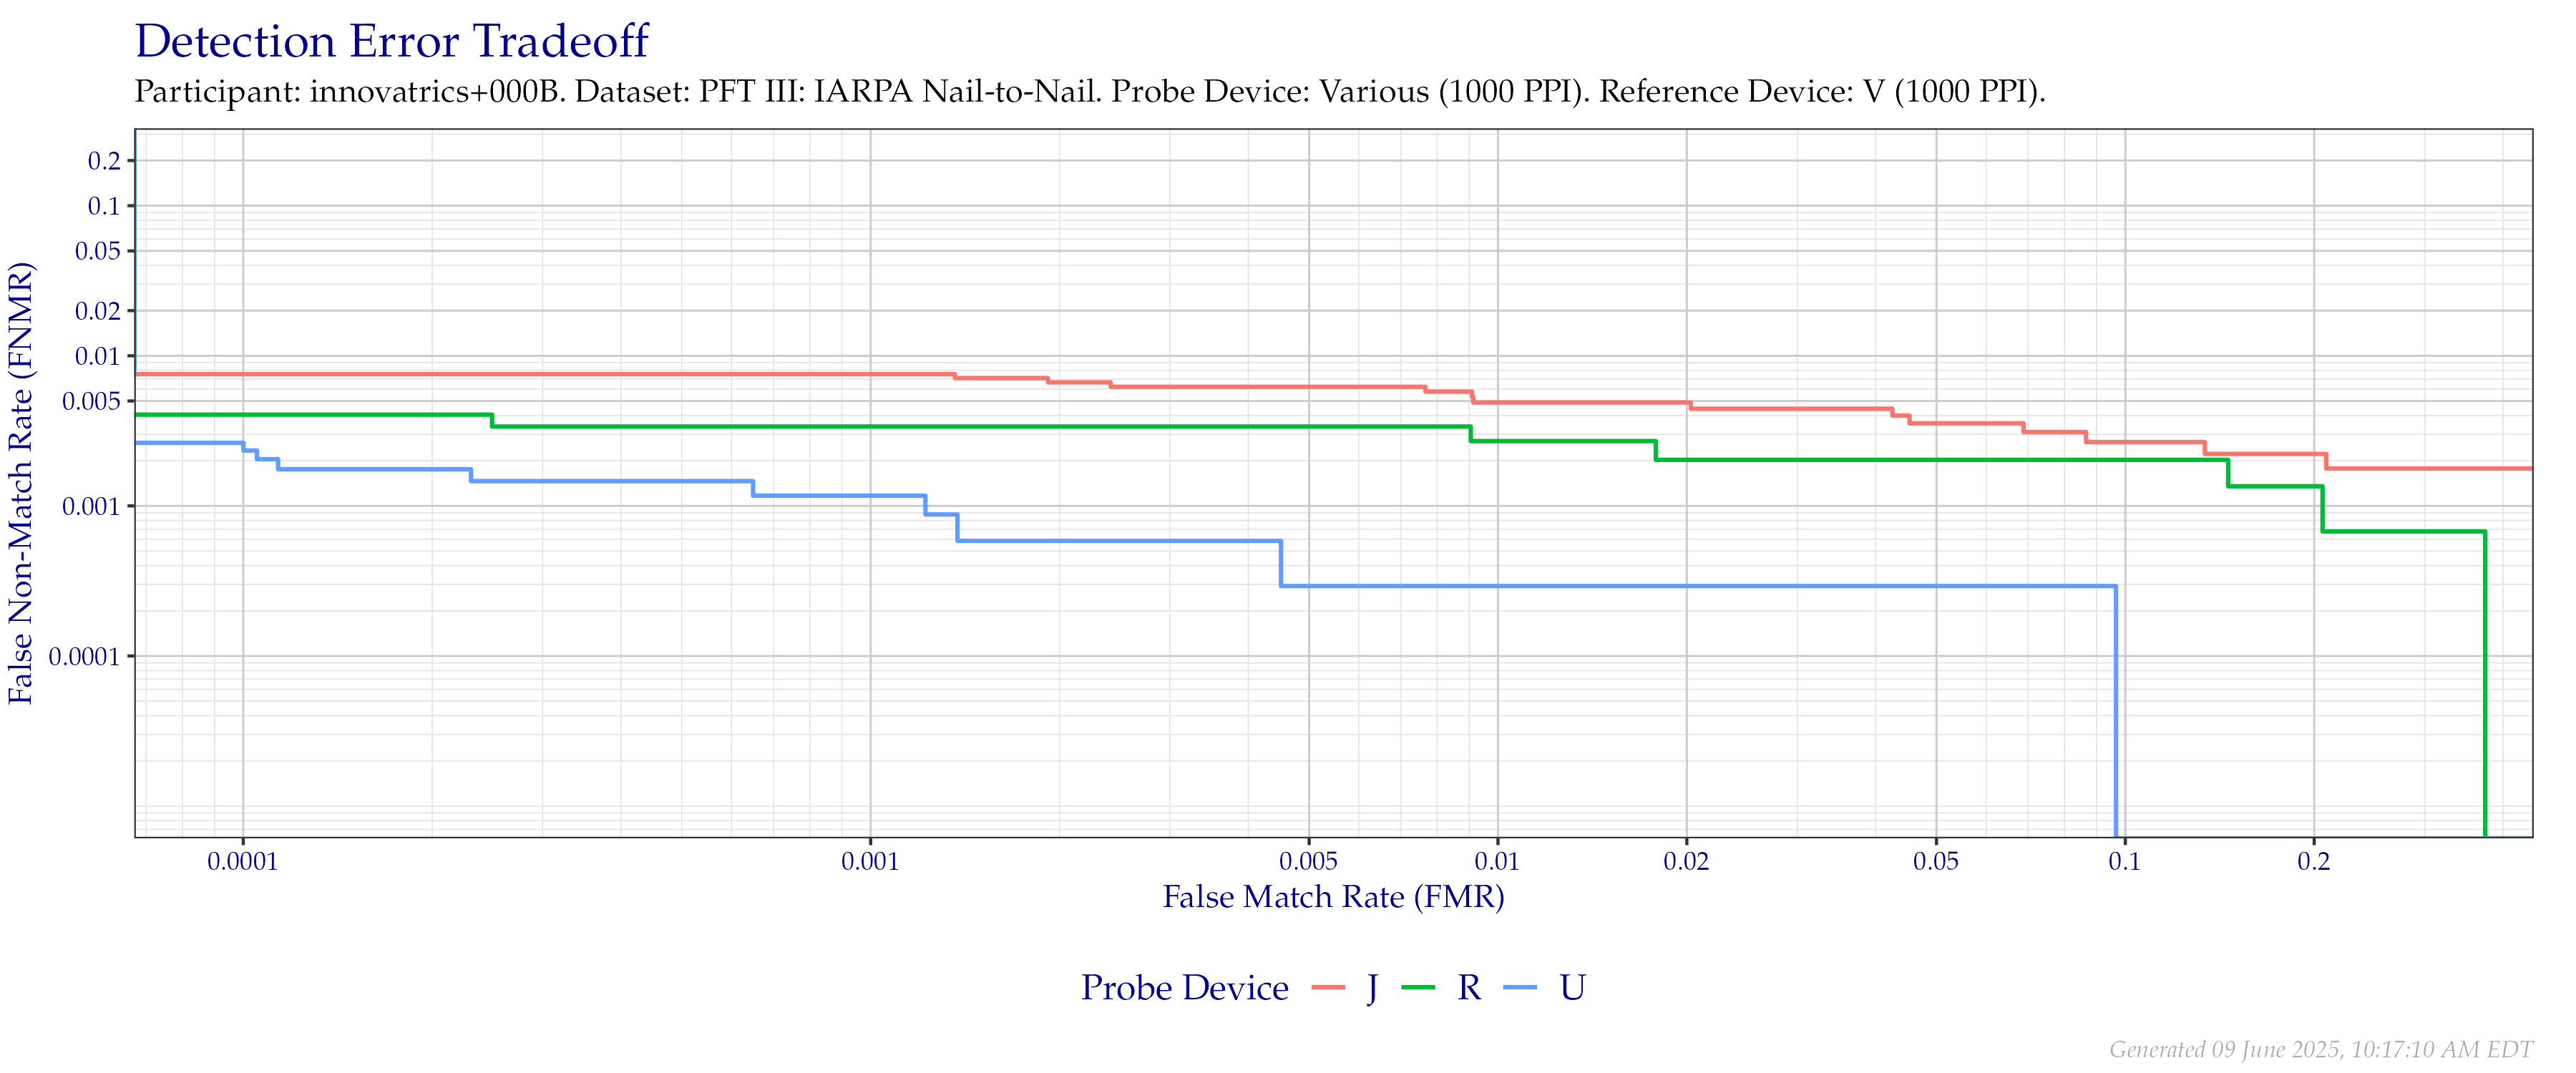 Detection Error Tradeoff
Participant: innovatrics+000B. Dataset: PFT III: IARPA Nail-to-Nail. Probe Device: Various (1000 PPI). Reference Device: V (1000 PPI).
False Non-Match Rate (FNMR)
0.2
0.1
0.05
0.02
0.01
0.005
0.001
0.0001
0.0001 0.001 0.005 0.01 0.02 0.05 0.1 0.2
False Match Rate (FMR)
Probe Device J R U
Generated 09 June 2025, 10:17:10 AM EDT